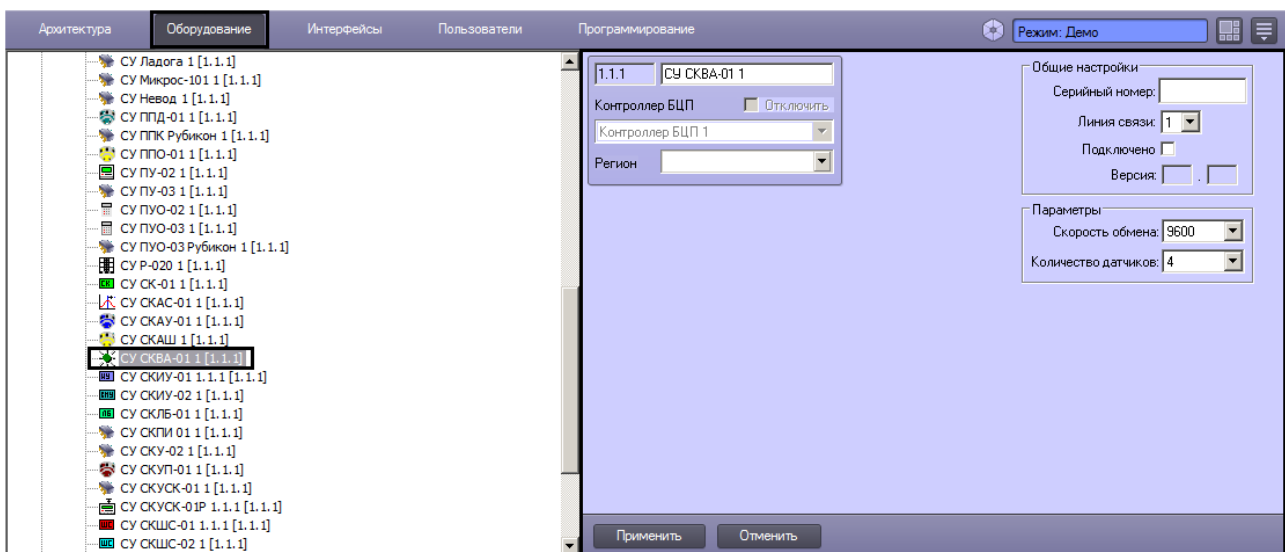 Архитектура Оборудование Интерфейсы Пользователи Программирование Режим: Демо
СУ Ладога 1 [1.1.1]
СУ Микрос-101 1 [1.1.1]
СУ Невод 1 [1.1.1]
СУ ППД-01 1 [1.1.1]
СУ ППК Рубикон 1 [1.1.1]
СУ ППО-01 1 [1.1.1]
СУ ПУ-02 1 [1.1.1]
СУ ПУ-03 1 [1.1.1]
СУ ПУО-02 1 [1.1.1]
СУ ПУО-03 1 [1.1.1]
СУ ПУО-03 Рубикон 1 [1.1.1]
СУ Р-020 1 [1.1.1]
СУ СК-01 1 [1.1.1]
СУ СКАС-01 1 [1.1.1]
СУ СКАУ-01 1 [1.1.1]
СУ СКАШ 1 [1.1.1]
СУ СКВА-01 1 [1.1.1]
СУ СКИУ-01 1.1.1 [1.1.1]
СУ СКИУ-02 1 [1.1.1]
СУ СКЛБ-01 1 [1.1.1]
СУ СКПИ 01 1 [1.1.1]
СУ СКУ-02 1 [1.1.1]
СУ СКУП-01 1 [1.1.1]
СУ СКУСК-01 1 [1.1.1]
СУ СКУСК-01Р 1.1.1 [1.1.1]
СУ СКШС-01 1.1.1 [1.1.1]
СУ СКШС-02 1 [1.1.1]
1.1.1 СУ СКВА-01 1
Контроллер БЦП Отключить
Контроллер БЦП 1
Регион
Общие настройки
Серийный номер:
Линия связи: 1
Подключено
Версия: .
Параметры
Скорость обмена: 9600
Количество датчиков: 4
Применить Отменить